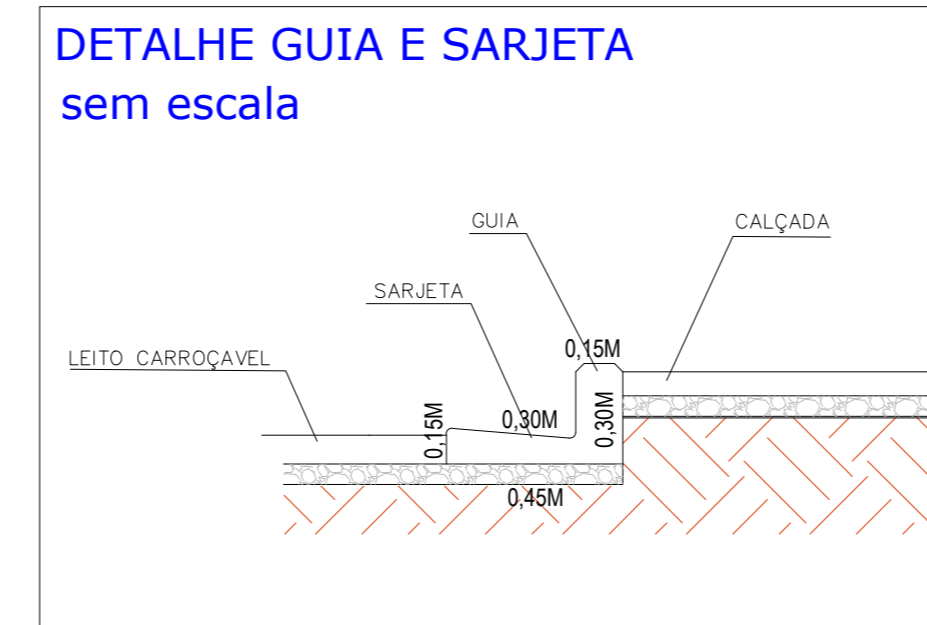 DETALHE GUIA E SARJETA
sem escala
GUIA
CALÇADA
SARJETA
0,15M
LEITO CARROÇAVEL
0,15M
0,30M
0,30M
0,45M